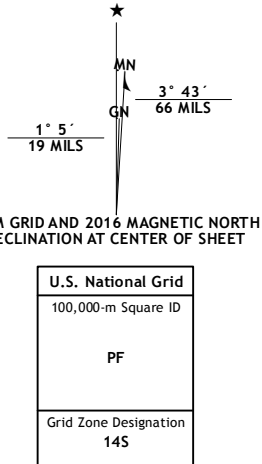 MN
GN
3° 43´
66 MILS
1° 5´
19 MILS
GRID AND 2016 MAGNETIC NORTH
AT CENTER OF SHEET
U.S. National Grid
100,000-m Square ID
PF
Grid Zone Designation
14S